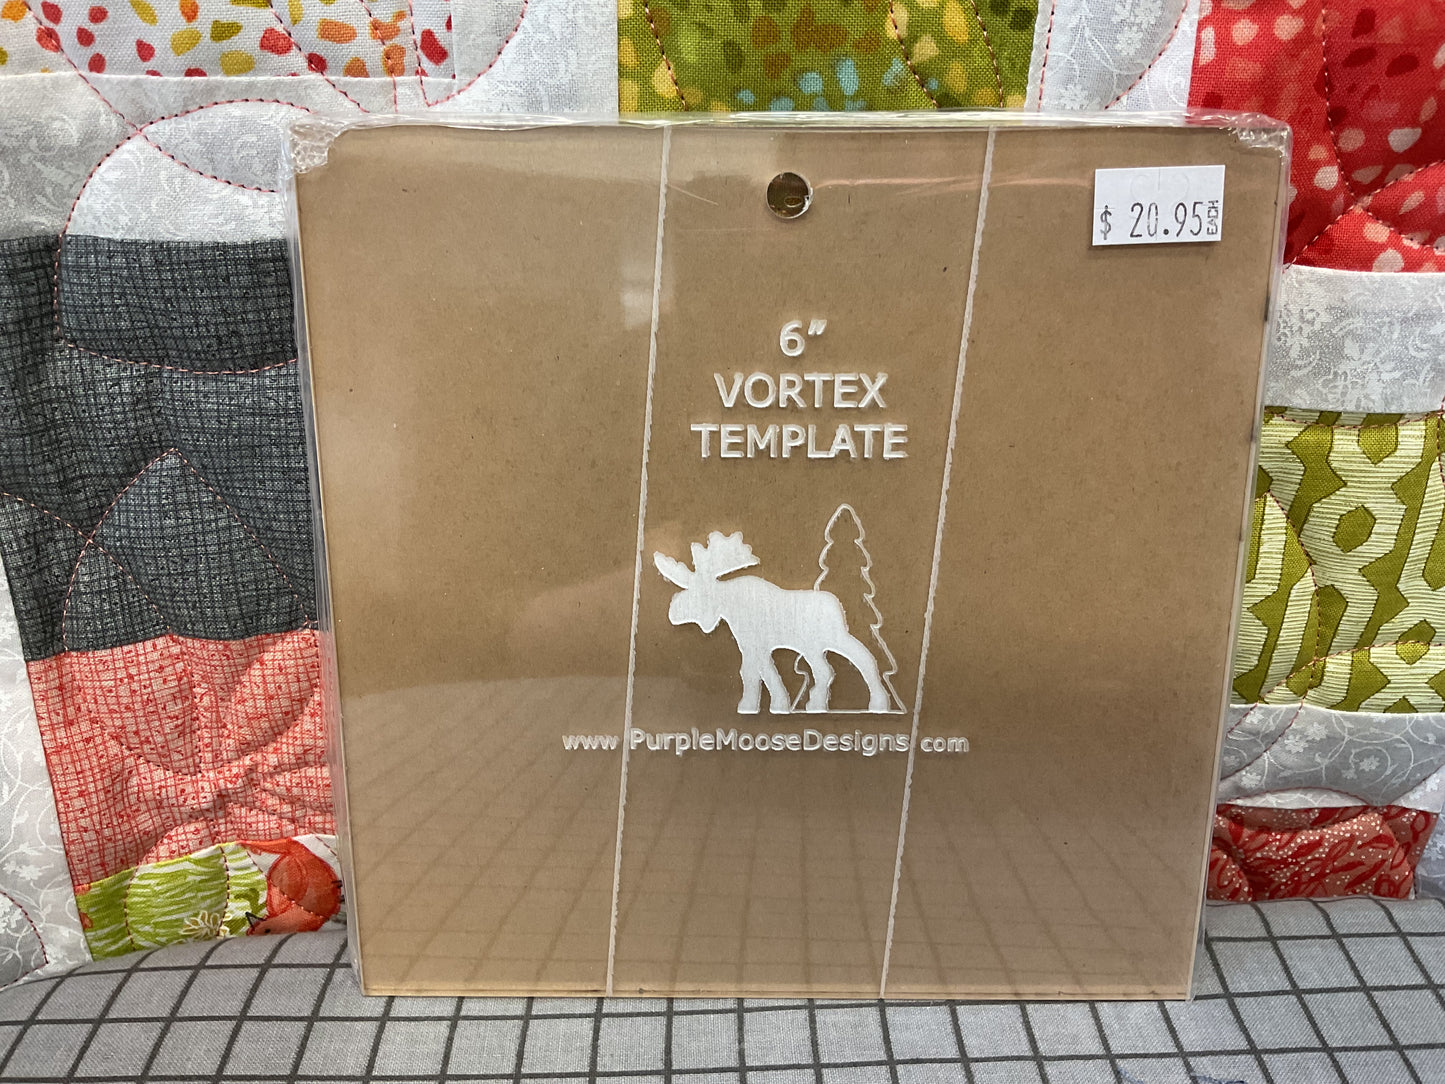 $ 20.95 EACH
6"
VORTEX
TEMPLATE
www.PurpleMooseDesigns.com